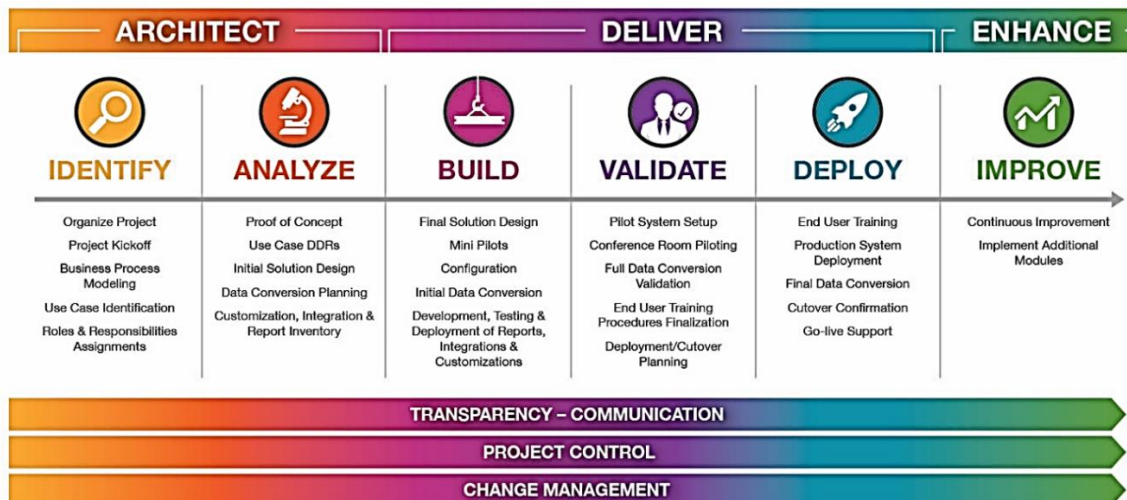 ARCHITECT
DELIVER
ENHANCE
IDENTIFY
Organize Project
Project Kickoff
Business Process
Modeling
Use Case Identification
Roles & Responsibilities
Assignments
ANALYZE
Proof of Concept
Use Case DDRs
Initial Solution Design
Data Conversion Planning
Customization, Integration &
Report Inventory
BUILD
Final Solution Design
Mini Pilots
Configuration
Initial Data Conversion
Development, Testing &
Deployment of Reports,
Integrations &
Customizations
VALIDATE
Pilot System Setup
Conference Room Piloting
Full Data Conversion
Validation
End User Training
Procedures Finalization
Deployment/Cutover
Planning
DEPLOY
End User Training
Production System
Deployment
Final Data Conversion
Cutover Confirmation
Go-live Support
IMPROVE
Continuous Improvement
Implement Additional
Modules
TRANSPARENCY – COMMUNICATION
PROJECT CONTROL
CHANGE MANAGEMENT